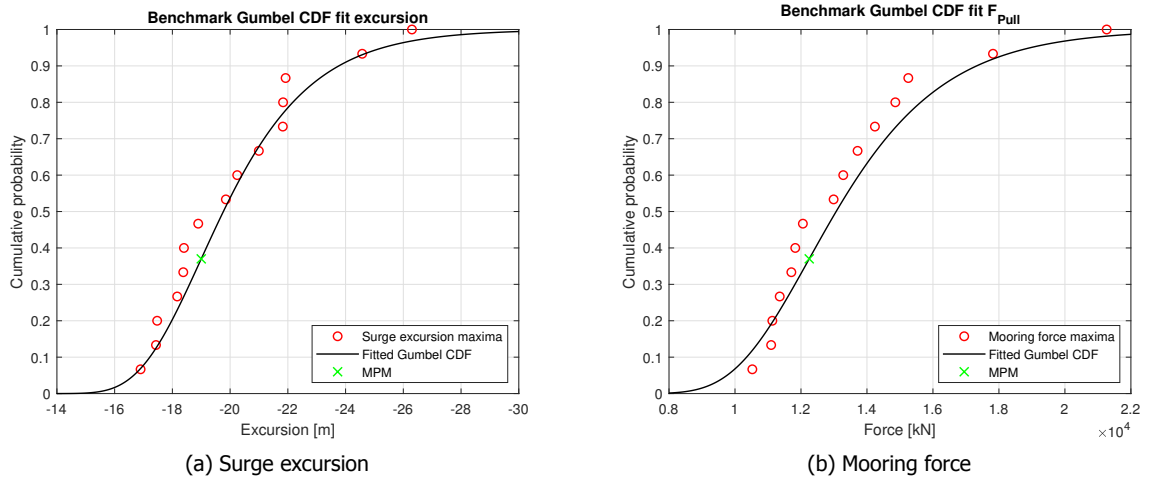 Benchmark Gumbel CDF fit excursion
1
0.9
0.8
0.7
0.6
0.5
0.4
0.3
0.2
0.1
0
Cumulative probability
-14 -16 -18 -20 -22 -24 -26 -28 -30
Excursion [m]
Surge excursion maxima
Fitted Gumbel CDF
MPM
(a) Surge excursion
Benchmark Gumbel CDF fit F_Pull
1
0.9
0.8
0.7
0.6
0.5
0.4
0.3
0.2
0.1
0
Cumulative probability
0.8 1 1.2 1.4 1.6 1.8 2 2.2
Force [kN]
×10^4
Mooring force maxima
Fitted Gumbel CDF
MPM
(b) Mooring force